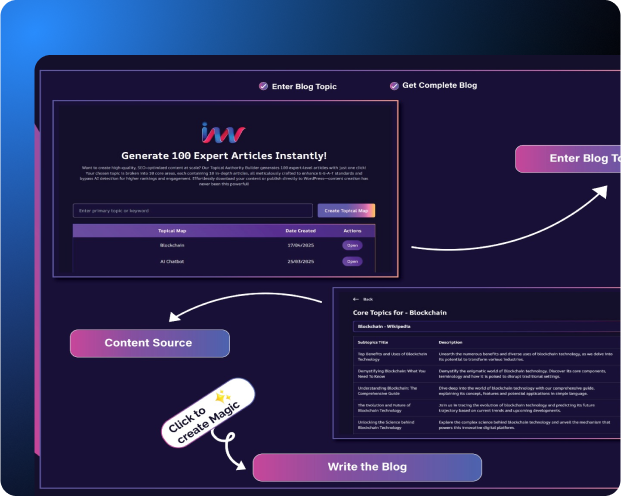 Enter Blog Topic
Get Complete Blog
inw
Generate 100 Expert Articles Instantly!
Want to create high-quality, SEO-optimized content at scale? Our Topical Authority Builder generates 100 expert-level articles with just one click!
Your chosen topic is broken into 10 core areas, each containing 10 in-depth articles, all meticulously crafted to enhance E-E-A-T standards and
bypass AI detection for higher rankings and engagement. Effortlessly download your content or publish directly to WordPress—content creation has
never been this powerful!
Enter primary topic or keyword
Create Topical Map
Topical Map Date Created Actions
Blockchain 17/04/2025 Open
AI Chatbot 25/03/2025 Open
Enter Blog To
Content Source
← Back
Core Topics for - Blockchain
Blockchain - Wikipedia
Subtopics Title Description
Top Benefits and Uses of Blockchain Unearth the numerous benefits and diverse uses of blockchain technology, as we delve into
Technology its potential to transform various industries.
Demystifying Blockchain: What You Demystify the enigmatic world of blockchain technology. Discover its core components,
Need To Know terminology and how it is poised to disrupt traditional settings.
Understanding Blockchain: The Dive deep into the world of blockchain technology with our comprehensive guide,
Comprehensive Guide explaining its concept, features and potential applications in simple language.
The Evolution and Future of Join us in tracing the evolution of blockchain technology and predicting its future
Blockchain Technology trajectory based on current trends and upcoming developments.
Unlocking the Science behind Explore the complex science behind blockchain technology and unveil the mechanism that
Blockchain Technology powers this innovative digital platform.
Click to
create Magic
Write the Blog